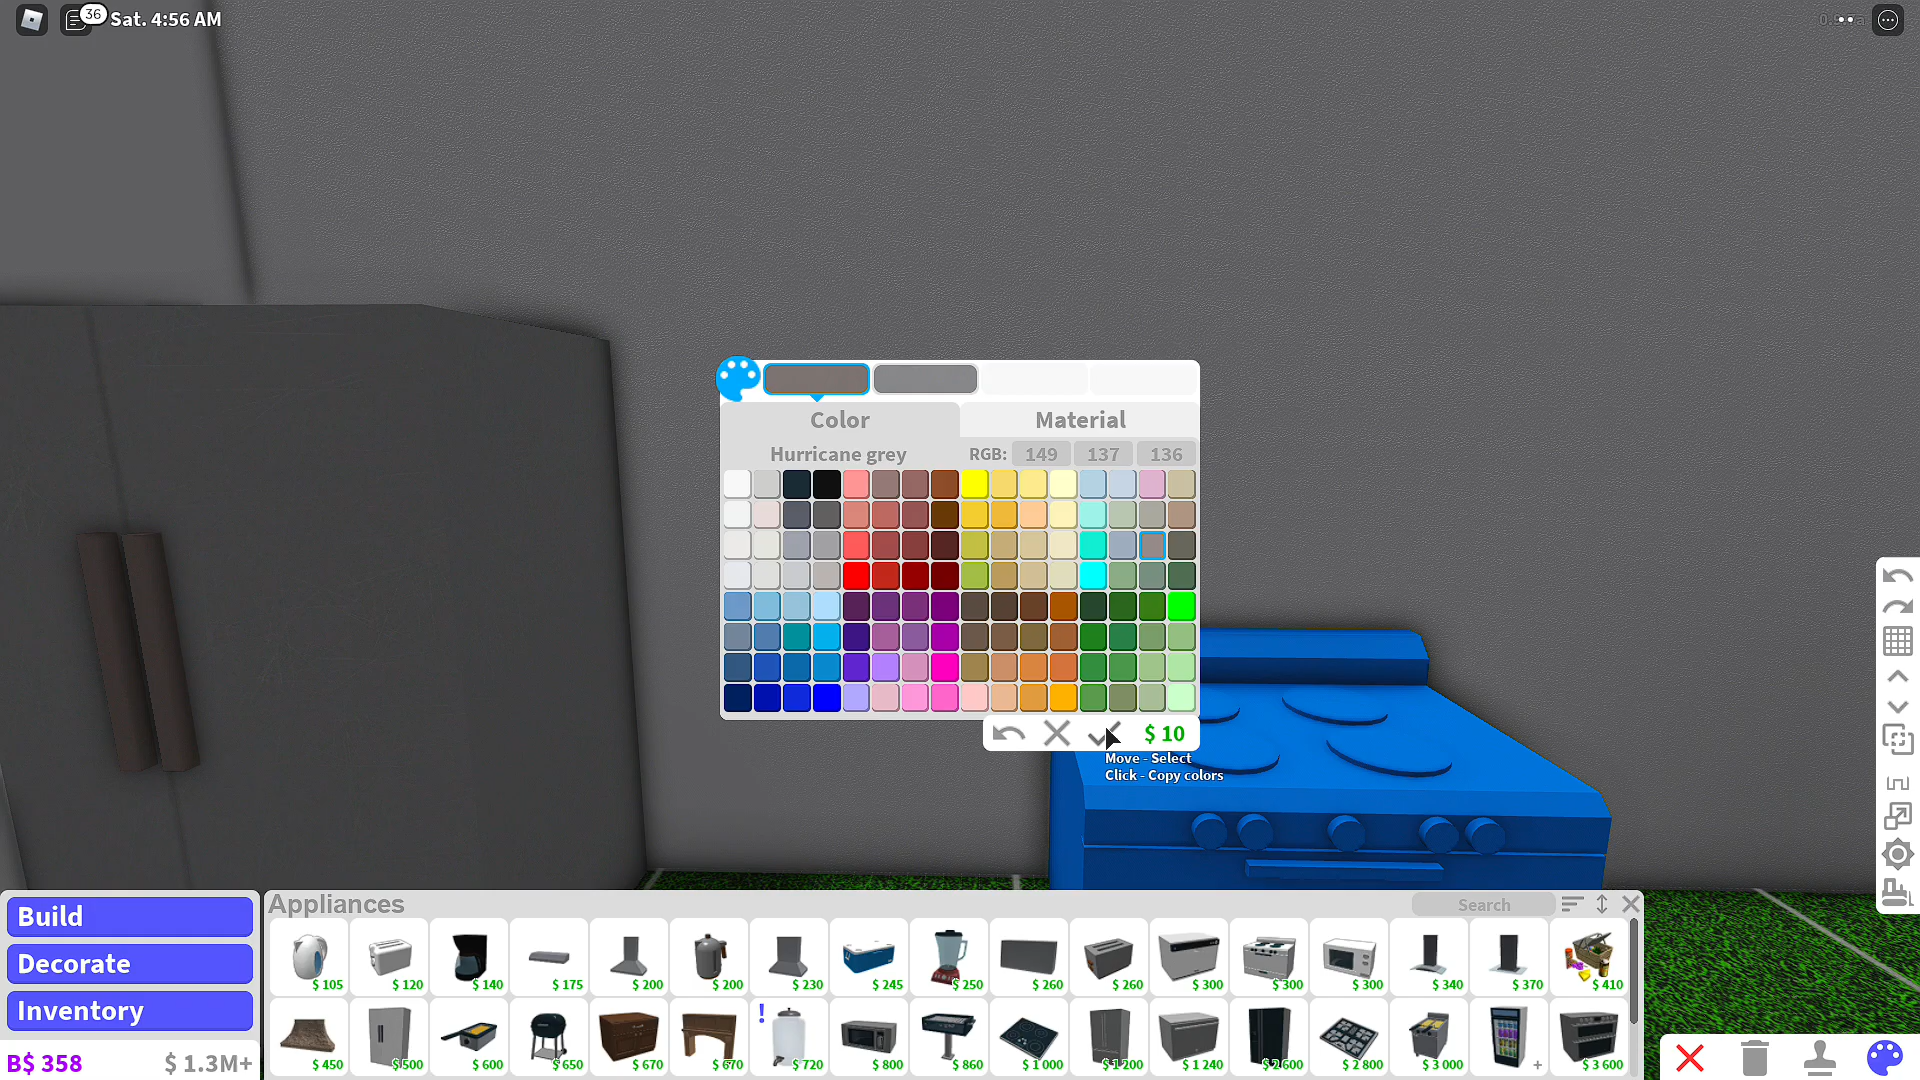 36
Sat. 4:56 AM
Color
Material
Hurricane grey
RGB: 149 137 136
$ 10
Move - Select
Click - Copy colors
Build
Decorate
Inventory
B$ 358
$ 1.3M+
Appliances
Search
$ 105
$ 120
$ 140
$ 175
$ 200
$ 200
$ 230
$ 245
$ 250
$ 260
$ 260
$ 300
$ 300
$ 300
$ 340
$ 370
$ 410
$ 450
$ 500
$ 600
$ 650
$ 670
$ 670
!
$ 720
$ 800
$ 860
$ 1 000
$ 1 200
$ 1 240
$ 2 600
$ 2 800
$ 3 000
+
$ 3 600